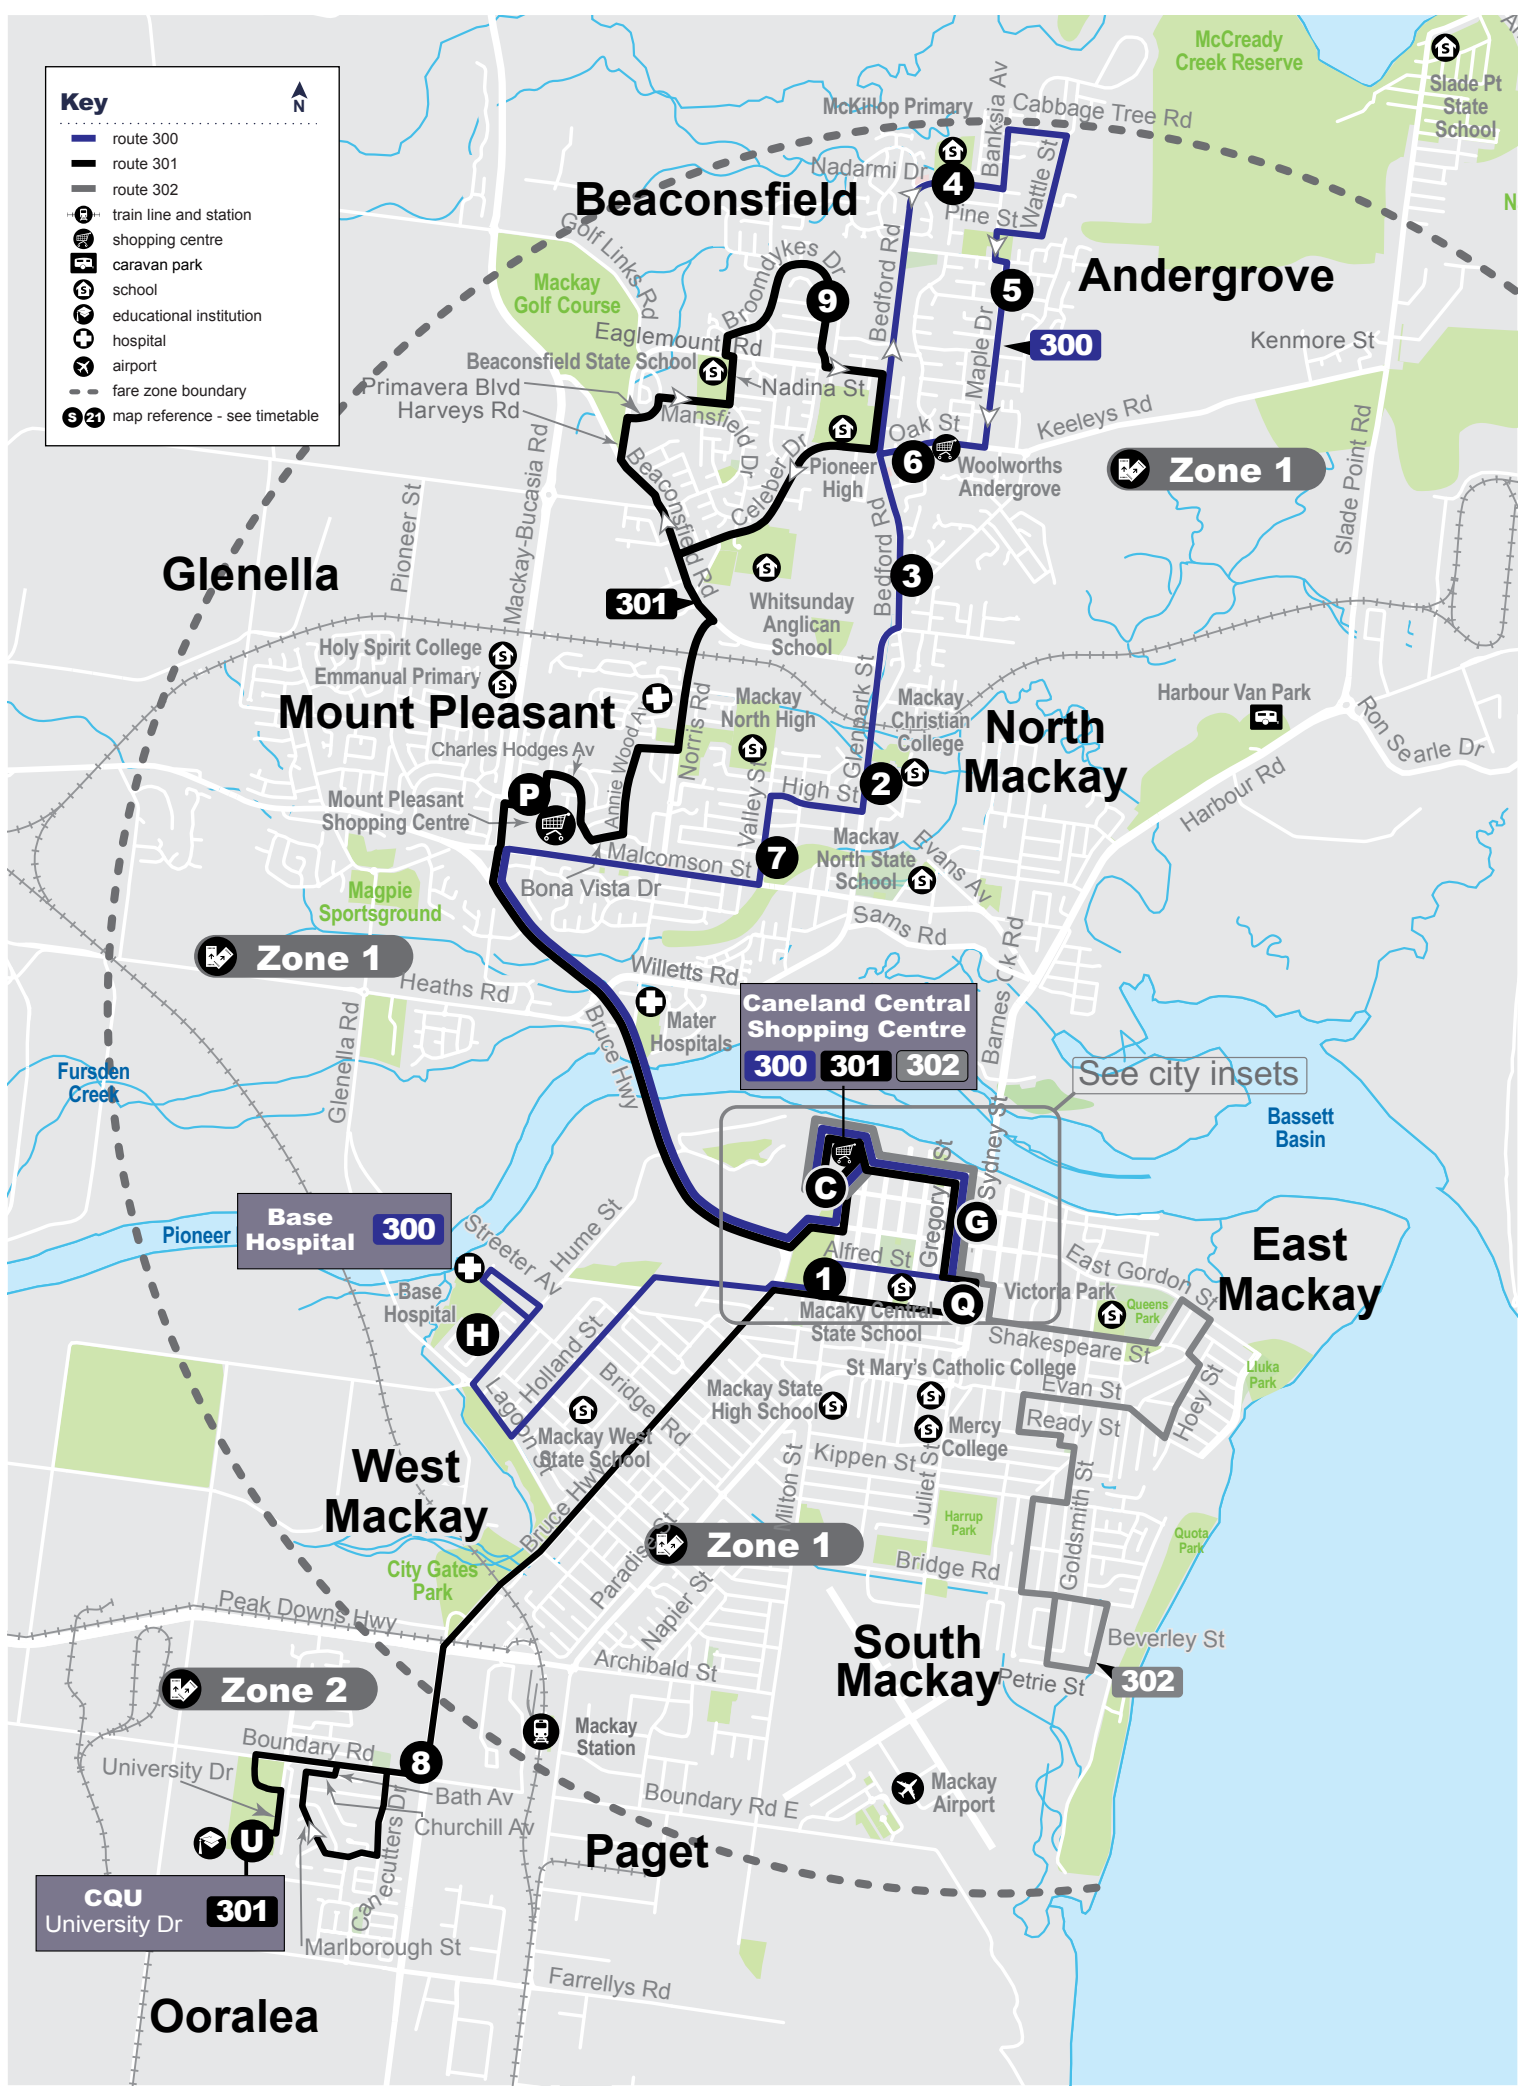 Key
N
route 300
route 301
route 302
train line and station
shopping centre
caravan park
school
educational institution
hospital
airport
fare zone boundary
S 21 map reference - see timetable
McCready
Creek Reserve
Slade Pt
State
School
McKillop Primary
Banksia Av
Cabbage Tree Rd
Nadarmi Dr
4
Wattle St
Pine St
Beaconsfield
Golf Links Rd
Bedford Rd
Broomdykes Dr
Andergrove
Mackay
Golf Course
9
5
Maple Dr
300
Kenmore St
Eaglemount Rd
Beaconsfield State School
Primavera Blvd
Harveys Rd
Nadina St
Mansfield Dr
Oak St
Keeleys Rd
Slade Point Rd
Celeber Dr
Pioneer
High
6
Woolworths
Andergrove
Zone 1
Beaconsfield Rd
Mackay-Bucasia Rd
Pioneer St
Glenella
Bedford Rd
3
301
Whitsunday
Anglican
School
Holy Spirit College
Emmanual Primary
Mount Pleasant
Charles Hodges Av
Annie Wood Av
Norris Rd
Mackay
North High
Glenpark St
Mackay
Christian
College
North
Mackay
Harbour Van Park
Ron Searle Dr
Harbour Rd
P
Mount Pleasant
Shopping Centre
Valley St
High St
2
Malcomson St
7
Bona Vista Dr
Mackay
North State
School
Evans Av
Magpie
Sportsground
Sams Rd
Zone 1
Heaths Rd
Willetts Rd
Barnes Ck Rd
Mater
Hospitals
Bruce Hwy
Glenella Rd
Fursden
Creek
Caneland Central
Shopping Centre
300 301 302
See city insets
Bassett
Basin
Sydney St
Gregory St
C
G
Base
Hospital
300
Pioneer
Streeter Av
Hume St
Alfred St
East Gordon St
East
Mackay
Base
Hospital
1
Victoria Park
Queens
Park
Q
Macaky Central
State School
H
Holland St
Shakespeare St
St Mary's Catholic College
Iluka
Park
Bridge Rd
Lagoon St
Mackay State
High School
Evan St
Hoey St
Ready St
Mackay West
State School
Mercy
College
West
Mackay
Kippen St
Milton St
Juliet St
Goldsmith St
Bruce Hwy
Harrup
Park
Quota
Park
Paradise St
Zone 1
City Gates
Park
Bridge Rd
Peak Downs Hwy
Napier St
South
Mackay
Beverley St
Archibald St
Petrie St
302
Zone 2
Mackay
Station
Boundary Rd
University Dr
8
Bath Av
Churchill Av
Boundary Rd E
Mackay
Airport
U
Canecutters Dr
Paget
CQU
University Dr
301
Marlborough St
Farrellys Rd
Ooralea